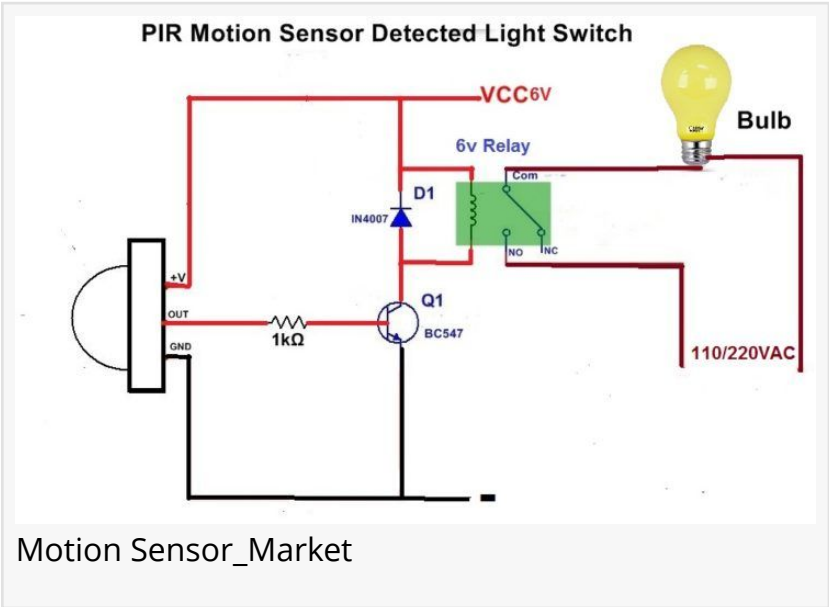 PIR Motion Sensor Detected Light Switch
VCC6V
Bulb
6v Relay
Com
D1
IN4007
NO
NC
+V
OUT
1kΩ
GND
Q1
BC547
110/220VAC
Motion Sensor_Market